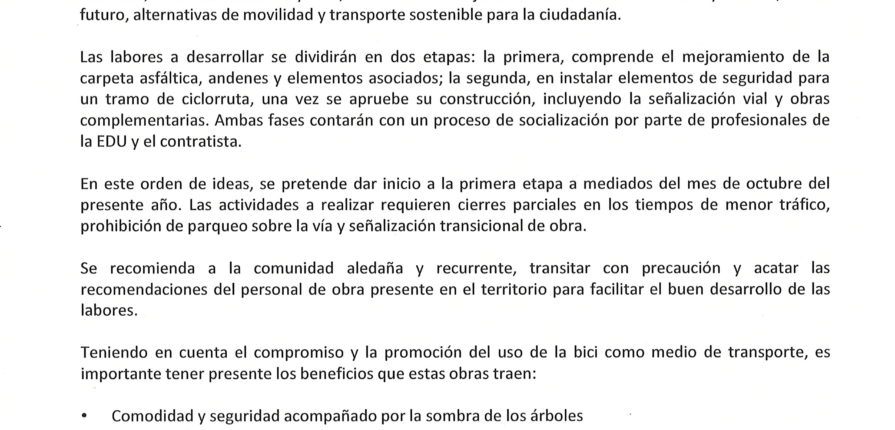 futuro, alternativas de movilidad y transporte sostenible para la ciudadanía.
Las labores a desarrollar se dividirán en dos etapas: la primera, comprende el mejoramiento de la
carpeta asfáltica, andenes y elementos asociados; la segunda, en instalar elementos de seguridad para
un tramo de ciclorruta, una vez se apruebe su construcción, incluyendo la señalización vial y obras
complementarias. Ambas fases contarán con un proceso de socialización por parte de profesionales de
la EDU y el contratista.
En este orden de ideas, se pretende dar inicio a la primera etapa a mediados del mes de octubre del
presente año. Las actividades a realizar requieren cierres parciales en los tiempos de menor tráfico,
prohibición de parqueo sobre la vía y señalización transicional de obra.
Se recomienda a la comunidad aledaña y recurrente, transitar con precaución y acatar las
recomendaciones del personal de obra presente en el territorio para facilitar el buen desarrollo de las
labores.
Teniendo en cuenta el compromiso y la promoción del uso de la bici como medio de transporte, es
importante tener presente los beneficios que estas obras traen:
• Comodidad y seguridad acompañado por la sombra de los árboles